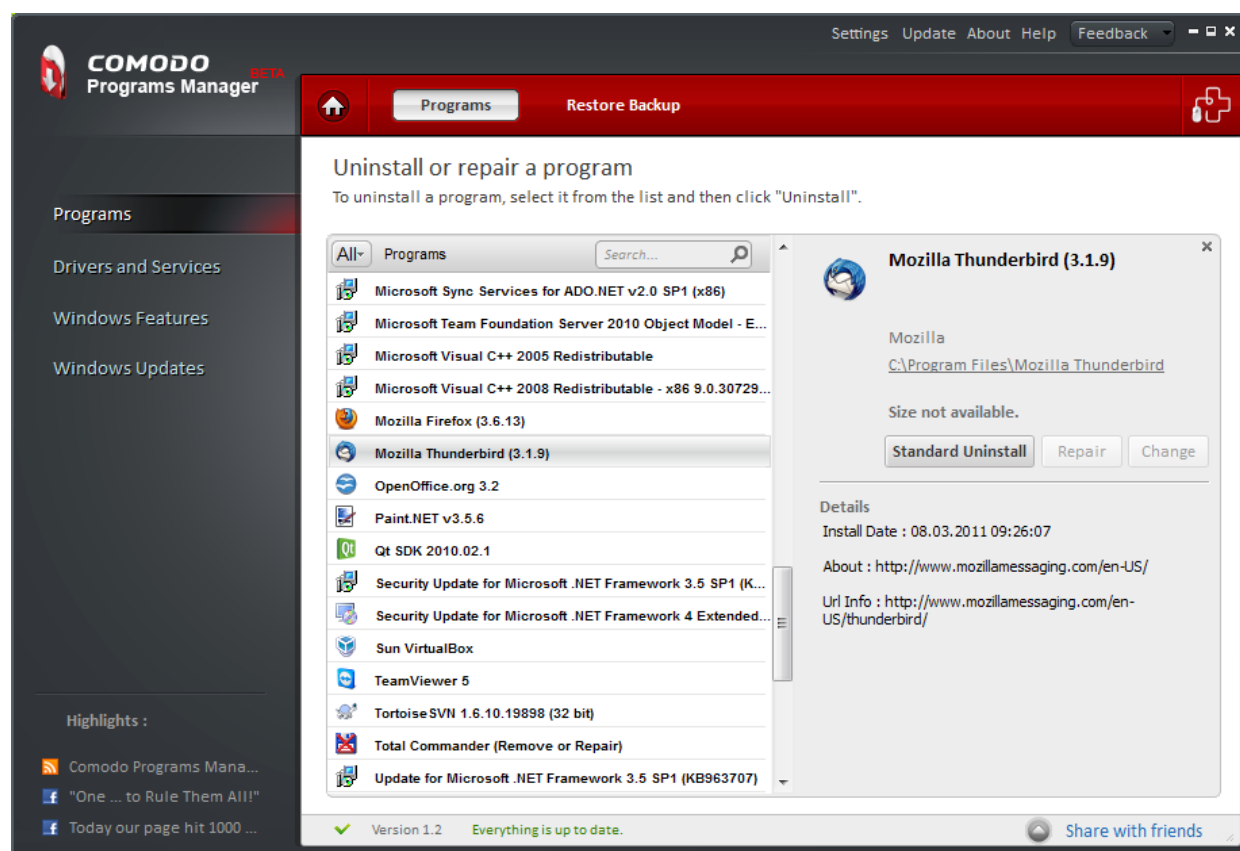 Settings Update About Help Feedback
COMODO
BETA
Programs Manager
Programs
Restore Backup
Uninstall or repair a program
To uninstall a program, select it from the list and then click "Uninstall".
Programs
Drivers and Services
Windows Features
Windows Updates
All
Programs
Search...
Microsoft Sync Services for ADO.NET v2.0 SP1 (x86)
Microsoft Team Foundation Server 2010 Object Model - E...
Microsoft Visual C++ 2005 Redistributable
Microsoft Visual C++ 2008 Redistributable - x86 9.0.30729...
Mozilla Firefox (3.6.13)
Mozilla Thunderbird (3.1.9)
OpenOffice.org 3.2
Paint.NET v3.5.6
Qt SDK 2010.02.1
Security Update for Microsoft .NET Framework 3.5 SP1 (K...
Security Update for Microsoft .NET Framework 4 Extended...
Sun VirtualBox
TeamViewer 5
TortoiseSVN 1.6.10.19898 (32 bit)
Total Commander (Remove or Repair)
Update for Microsoft .NET Framework 3.5 SP1 (KB963707)
Mozilla Thunderbird (3.1.9)
Mozilla
C:\Program Files\Mozilla Thunderbird
Size not available.
Standard Uninstall
Repair
Change
Details
Install Date : 08.03.2011 09:26:07
About : http://www.mozillamessaging.com/en-US/
Url Info : http://www.mozillamessaging.com/en-
US/thunderbird/
Highlights :
Comodo Programs Mana...
"One ... to Rule Them All!"
Today our page hit 1000 ...
Version 1.2
Everything is up to date.
Share with friends